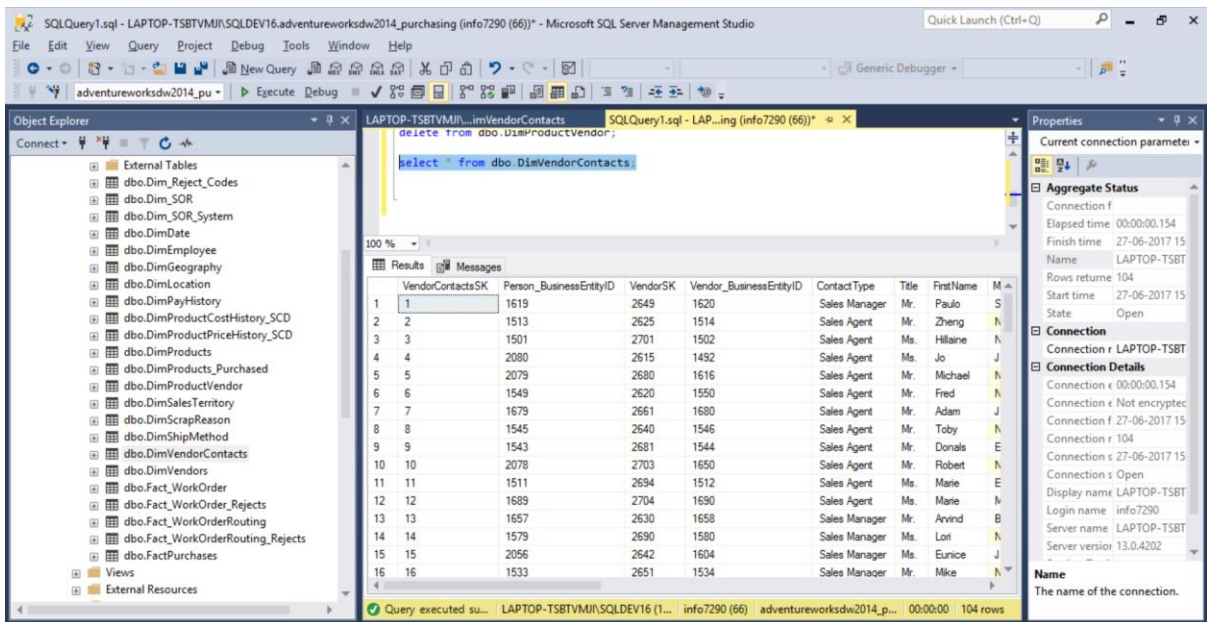 SQLQuery1.sql - LAPTOP-TSBTVMJI\SQLDEV16.adventureworksdw2014_purchasing (info7290 (66))* - Microsoft SQL Server Management Studio
Quick Launch (Ctrl+Q)
File Edit View Query Project Debug Tools Window Help
New Query
Generic Debugger
adventureworksdw2014_pu
Execute Debug
Object Explorer
Connect
External Tables
dbo.Dim_Reject_Codes
dbo.Dim_SOR
dbo.Dim_SOR_System
dbo.DimDate
dbo.DimEmployee
dbo.DimGeography
dbo.DimLocation
dbo.DimPayHistory
dbo.DimProductCostHistory_SCD
dbo.DimProductPriceHistory_SCD
dbo.DimProducts
dbo.DimProducts_Purchased
dbo.DimProductVendor
dbo.DimSalesTerritory
dbo.DimScrapReason
dbo.DimShipMethod
dbo.DimVendorContacts
dbo.DimVendors
dbo.Fact_WorkOrder
dbo.Fact_WorkOrder_Rejects
dbo.Fact_WorkOrderRouting
dbo.Fact_WorkOrderRouting_Rejects
dbo.FactPurchases
Views
External Resources
LAPTOP-TSBTVMJI\...imVendorContacts
SQLQuery1.sql - LAP...ing (info7290 (66))*
delete from dbo.DimProductVendor;
select * from dbo.DimVendorContacts;
100 %
Results Messages
VendorContactsSK Person_BusinessEntityID VendorSK Vendor_BusinessEntityID ContactType Title FirstName M
1 1 1619 2649 1620 Sales Manager Mr. Paulo S
2 2 1513 2625 1514 Sales Agent Mr. Zheng N
3 3 1501 2701 1502 Sales Agent Ms. Hillaine N
4 4 2080 2615 1492 Sales Agent Ms. Jo J
5 5 2079 2680 1616 Sales Agent Mr. Michael N
6 6 1549 2620 1550 Sales Agent Mr. Fred N
7 7 1679 2661 1680 Sales Agent Mr. Adam J
8 8 1545 2640 1546 Sales Agent Mr. Toby N
9 9 1543 2681 1544 Sales Agent Mr. Donals E
10 10 2078 2703 1650 Sales Agent Mr. Robert N
11 11 1511 2694 1512 Sales Agent Ms. Marie E
12 12 1689 2704 1690 Sales Agent Ms. Marie
13 13 1657 2630 1658 Sales Manager Mr. Arvind B
14 14 1579 2690 1580 Sales Manager Ms. Lori N
15 15 2056 2642 1604 Sales Manager Ms. Eunice J
16 16 1533 2651 1534 Sales Manager Mr. Mike N
Query executed su... LAPTOP-TSBTVMJI\SQLDEV16 (1... info7290 (66) adventureworksdw2014_p... 00:00:00 104 rows
Properties
Current connection parameter
Aggregate Status
Connection f
Elapsed time 00:00:00.154
Finish time 27-06-2017 15
Name LAPTOP-TSBT
Rows returne 104
Start time 27-06-2017 15
State Open
Connection
Connection r LAPTOP-TSBT
Connection Details
Connection e 00:00:00.154
Connection e Not encrypted
Connection f 27-06-2017 15
Connection r 104
Connection s 27-06-2017 15
Connection s Open
Display name LAPTOP-TSBT
Login name info7290
Server name LAPTOP-TSBT
Server version 13.0.4202
Name
The name of the connection.